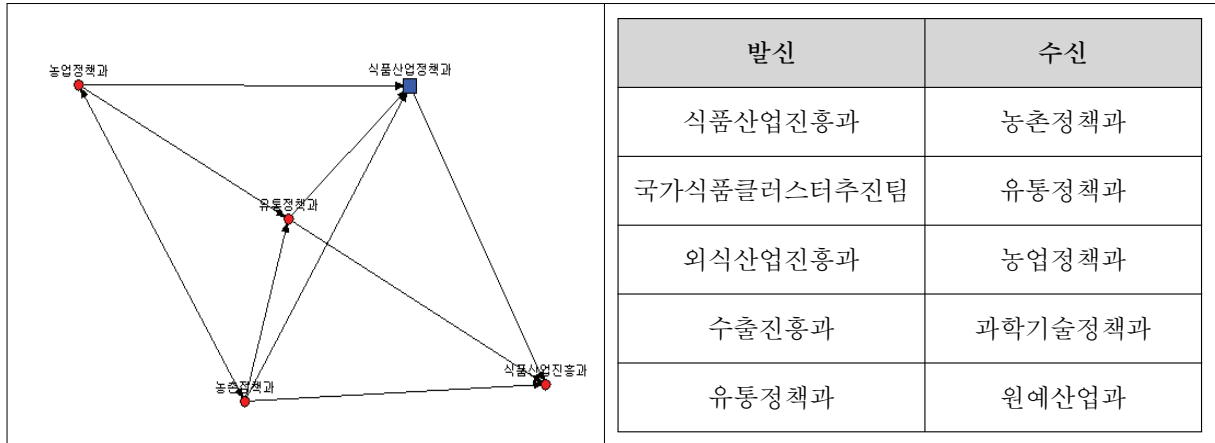 농업정책과
식품산업정책과
유통정책과
농촌정책과
식품산업진흥과
발신 수신
식품산업진흥과 농촌정책과
국가식품클러스터추진팀 유통정책과
외식산업진흥과 농업정책과
수출진흥과 과학기술정책과
유통정책과 원예산업과